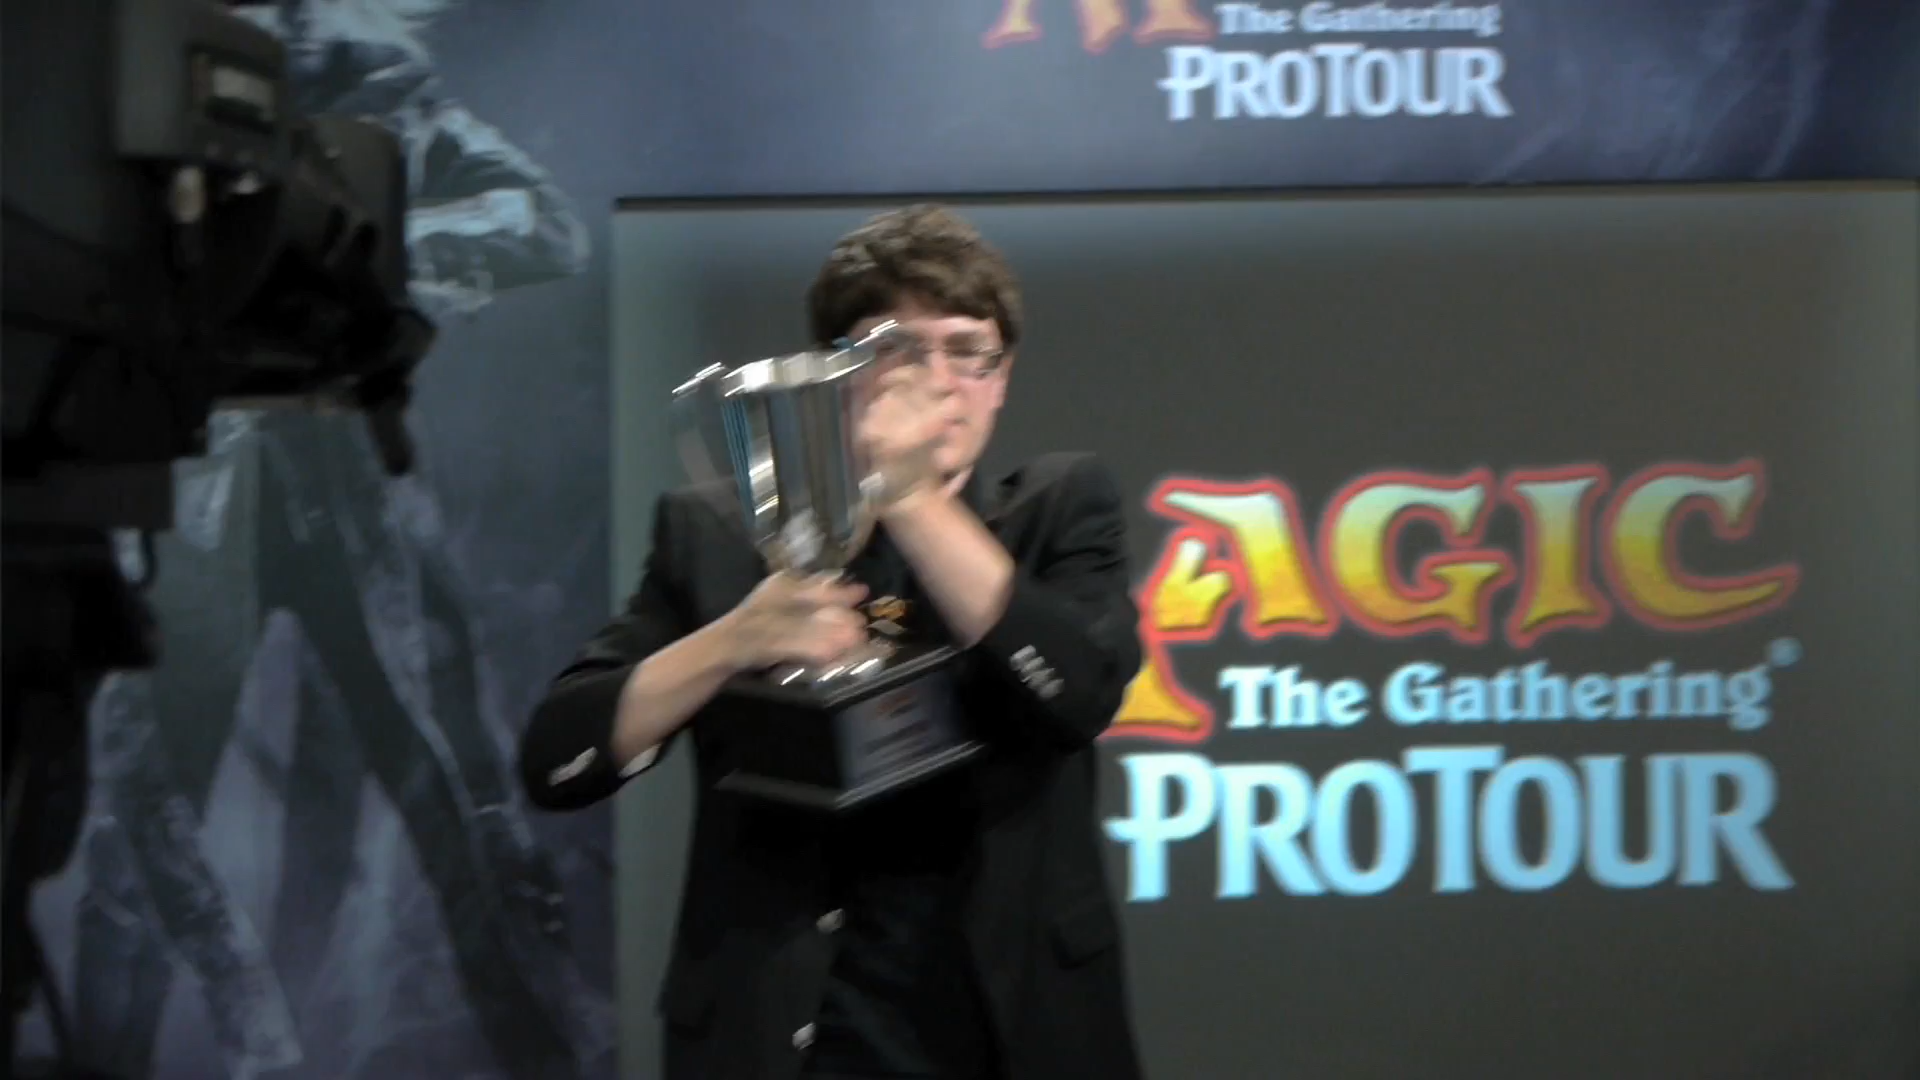 The Gathering
PROTOUR
AGIC
The Gathering®
PROTOUR